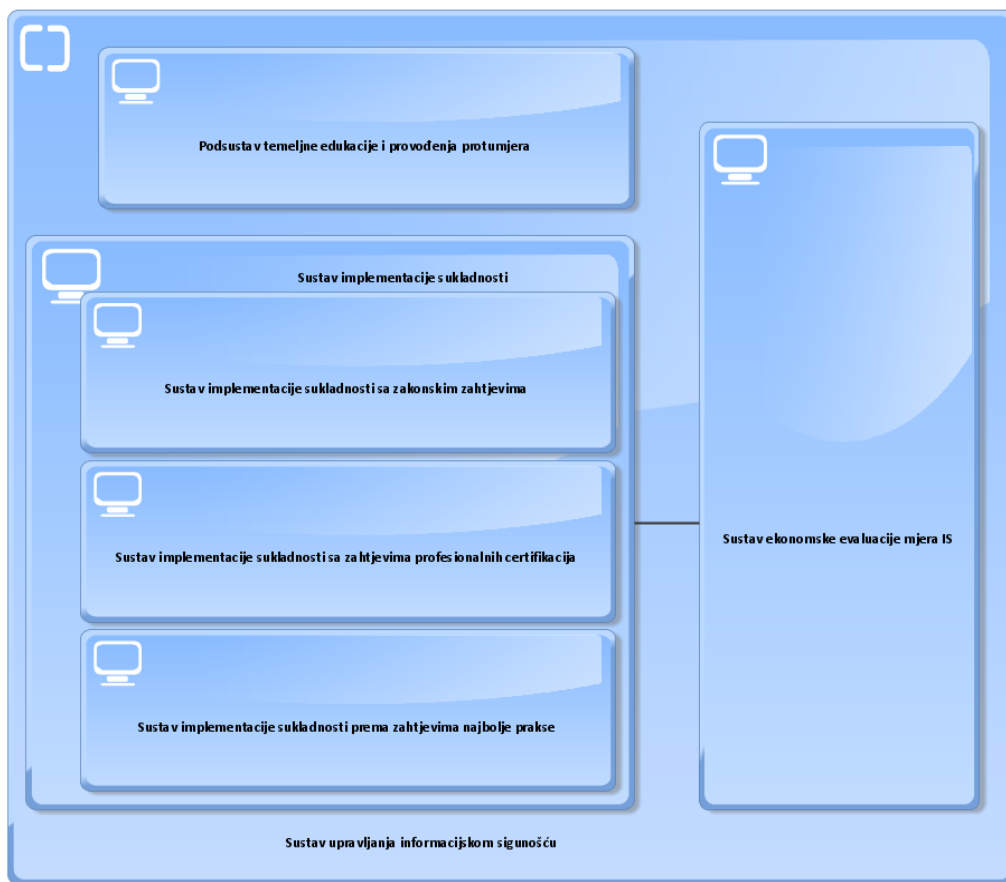 Podsustav temeljne edukacije i provođenja protumjera
Sustav implementacije sukladnosti
Sustav implementacije sukladnosti sa zakonskim zahtjevima
Sustav implementacije sukladnosti sa zahtjevima profesionalnih certifikacija
Sustav ekonomske evaluacije mjera IS
Sustav implementacije sukladnosti prema zahtjevima najbolje prakse
Sustav upravljanja informacijskom sigunošću